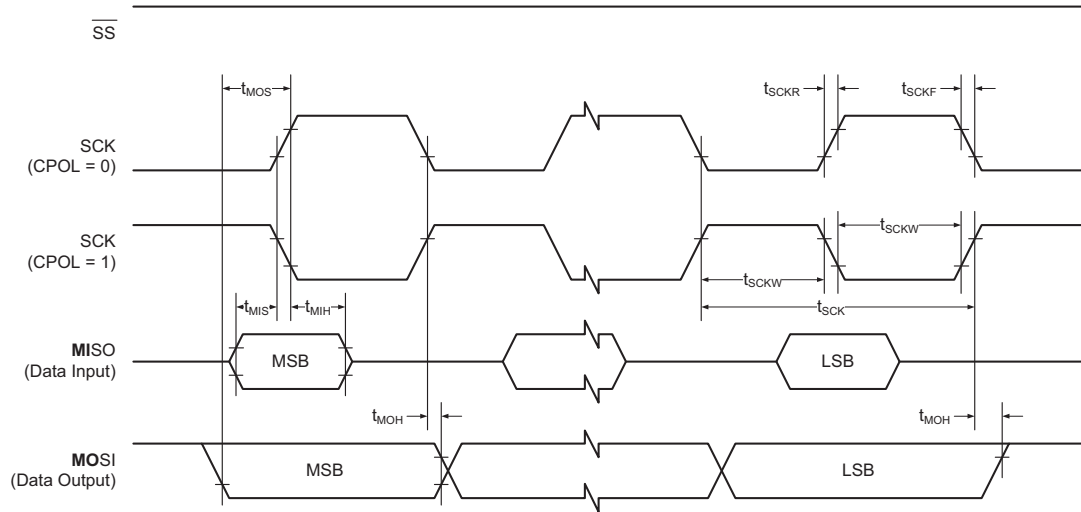 SS
tMOS
tSCKR
tSCKF
SCK
(CPOL = 0)
SCK
(CPOL = 1)
tSCKW
tSCKW
tSCK
tMIS
tMIH
MISO
(Data Input)
MSB
LSB
tMOH
tMOH
MOSI
(Data Output)
MSB
LSB